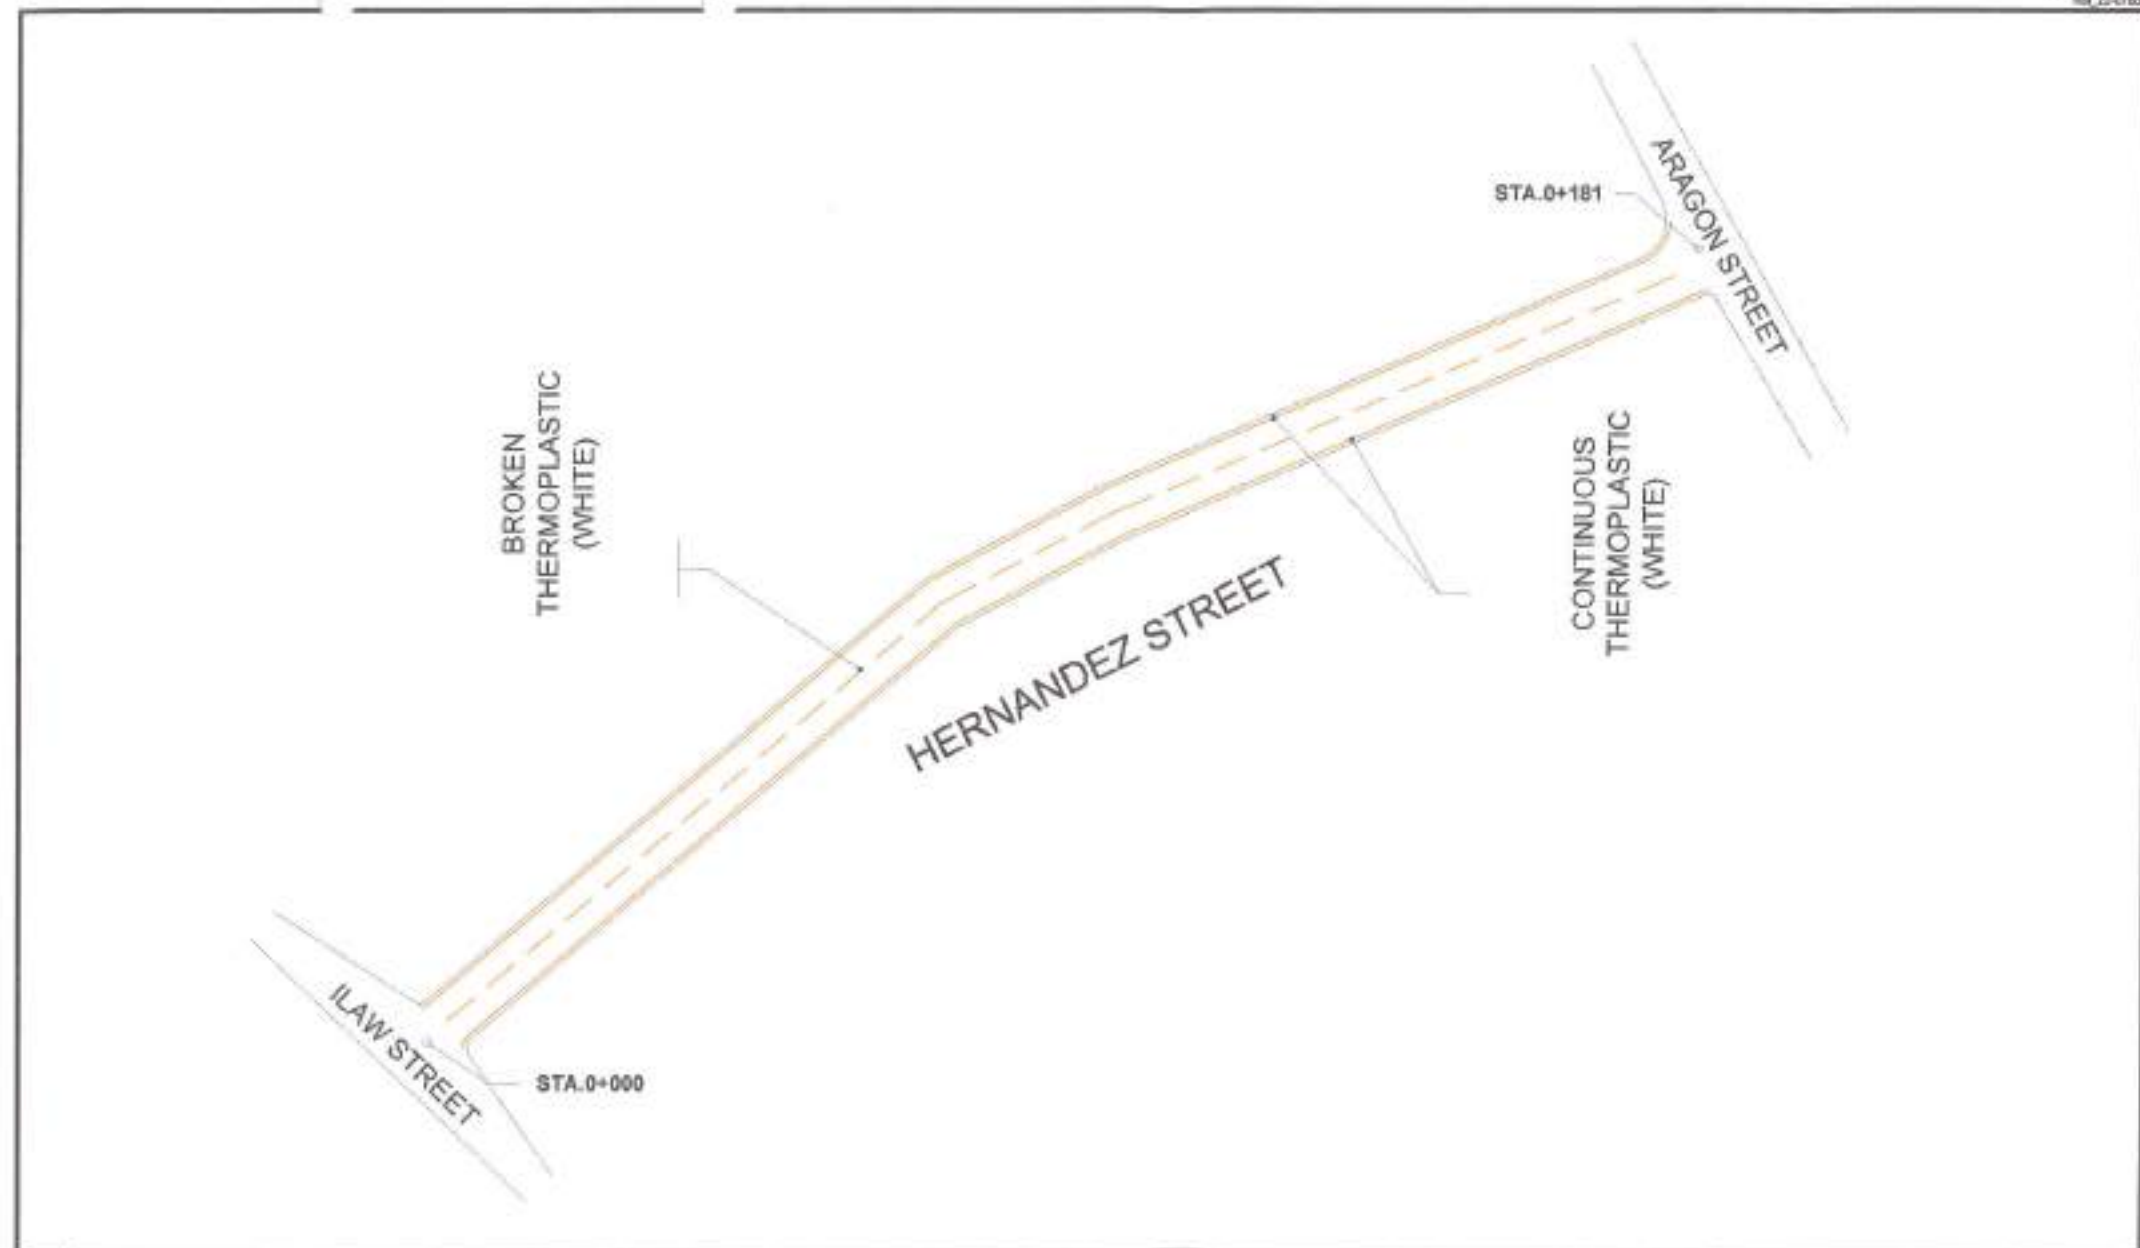 STA.0+181
ARAGON STREET
BROKEN
THERMOPLASTIC
(WHITE)
CONTINUOUS
THERMOPLASTIC
(WHITE)
HERNANDEZ STREET
ILAW STREET
STA.0+000